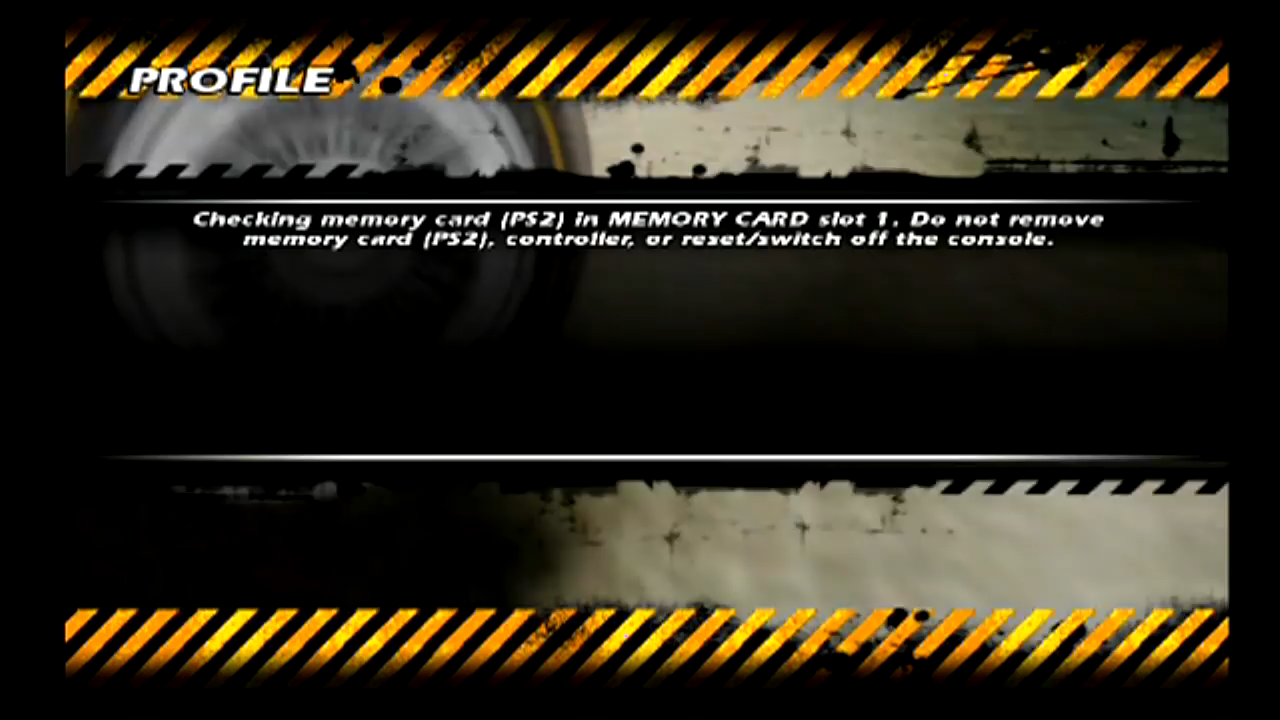 PROFILE
Checking memory card (PS2) in MEMORY CARD slot 1. Do not remove
memory card (PS2), controller, or reset/switch off the console.